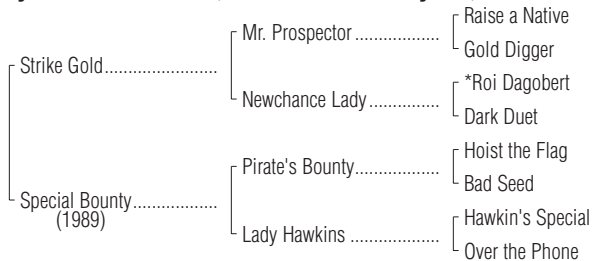 Raise a Native
Mr. Prospector ..................
Gold Digger
Strike Gold........................
*Roi Dagobert
Newchance Lady...............
Dark Duet
Hoist the Flag
Pirate's Bounty..................
Bad Seed
Special Bounty..................
(1989)
Hawkin's Special
Lady Hawkins ...................
Over the Phone